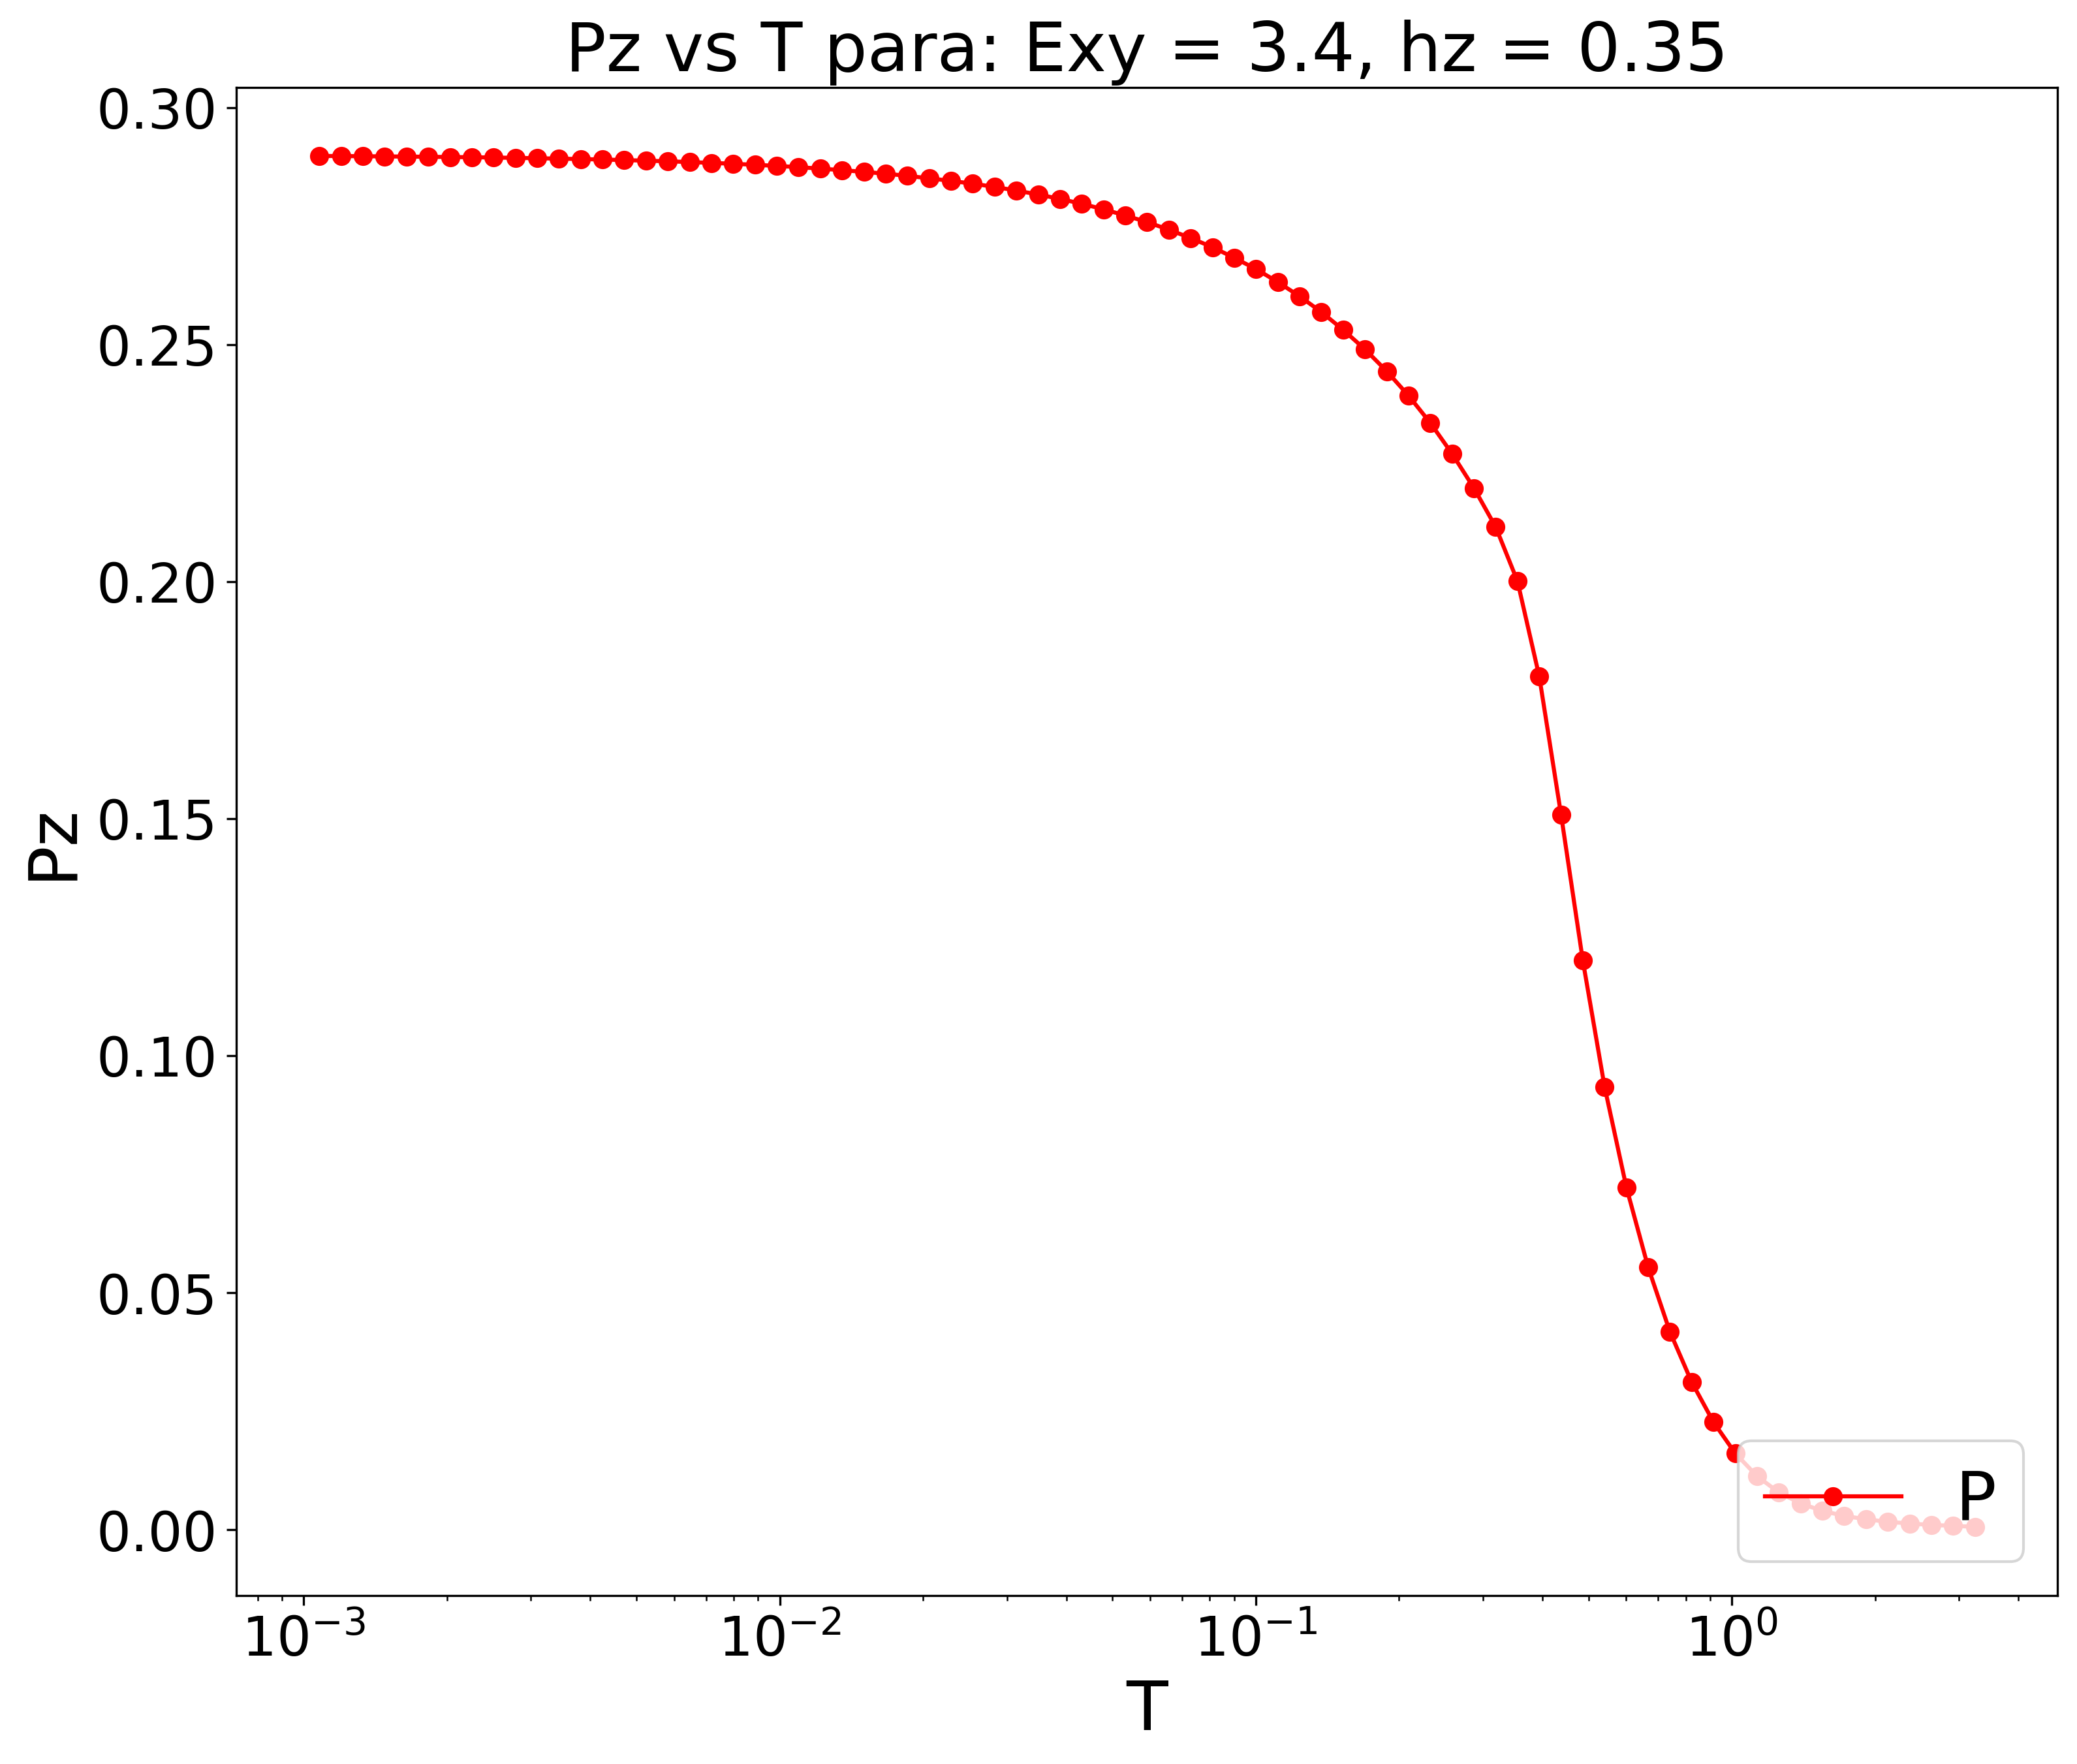 Pz vs T para: Exy = 3.4, hz = 0.35
0.30
0.25
0.20
0.15
0.10
0.05
0.00
Pz
P
10⁻³ 10⁻² 10⁻¹ 10⁰
T